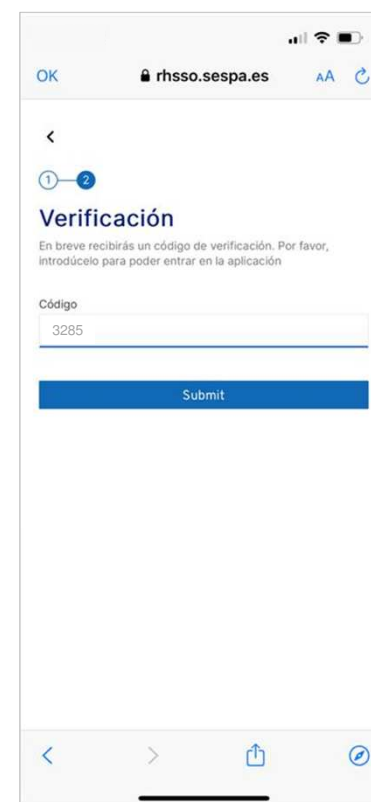 OK
rhsso.sespa.es
AA
1
2
Verificación
En breve recibirás un código de verificación. Por favor,
introdúcelo para poder entrar en la aplicación
Código
3285
Submit